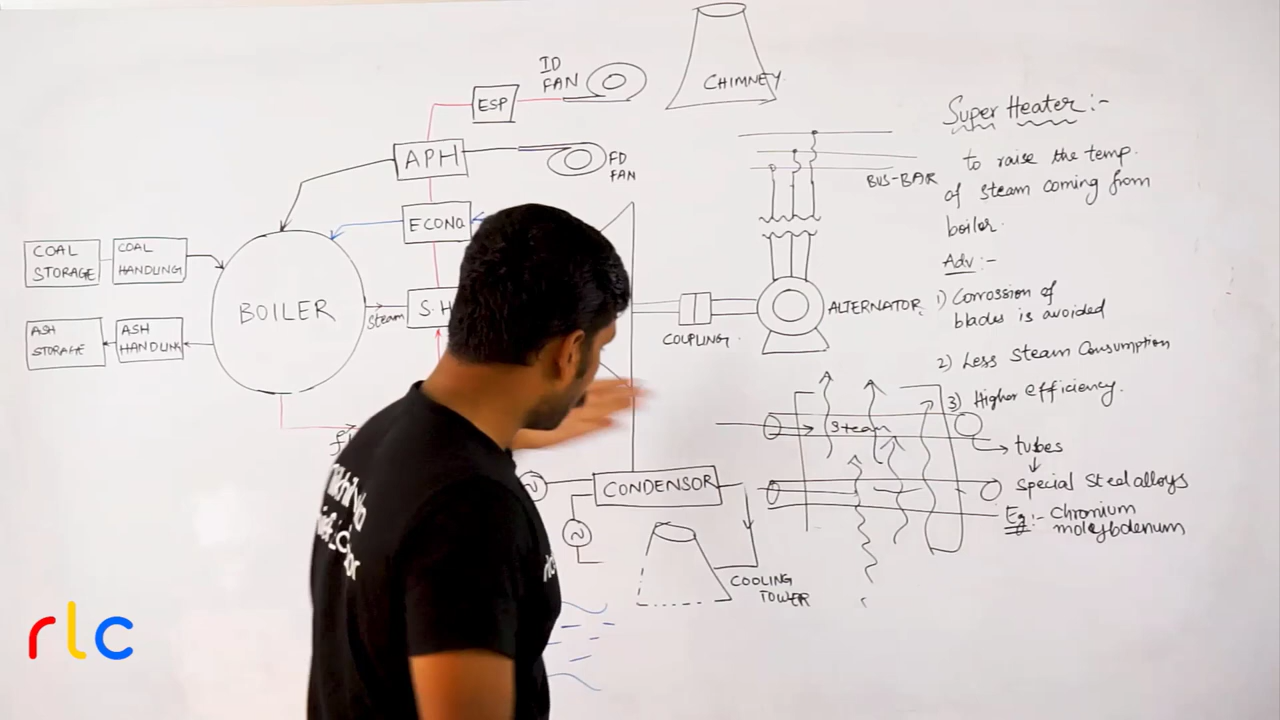 ID
FAN
CHIMNEY
ESP
APH
FD
FAN
BUS-BAR
ECONO
COAL
STORAGE
COAL
HANDLING
BOILER
steam
S.H
ASH
STORAGE
ASH
HANDLING
COUPLING
ALTERNATOR
CONDENSOR
COOLING
TOWER
Super Heater:-
to raise the temp.
of steam coming from
boiler.
Adv:-
1) Corrossion of
blades is avoided
2) Less Steam Consumption
3) Higher efficiency.
Steam
tubes
Special Steel alloys
Eg:- Chromium
molybdenum
rlc